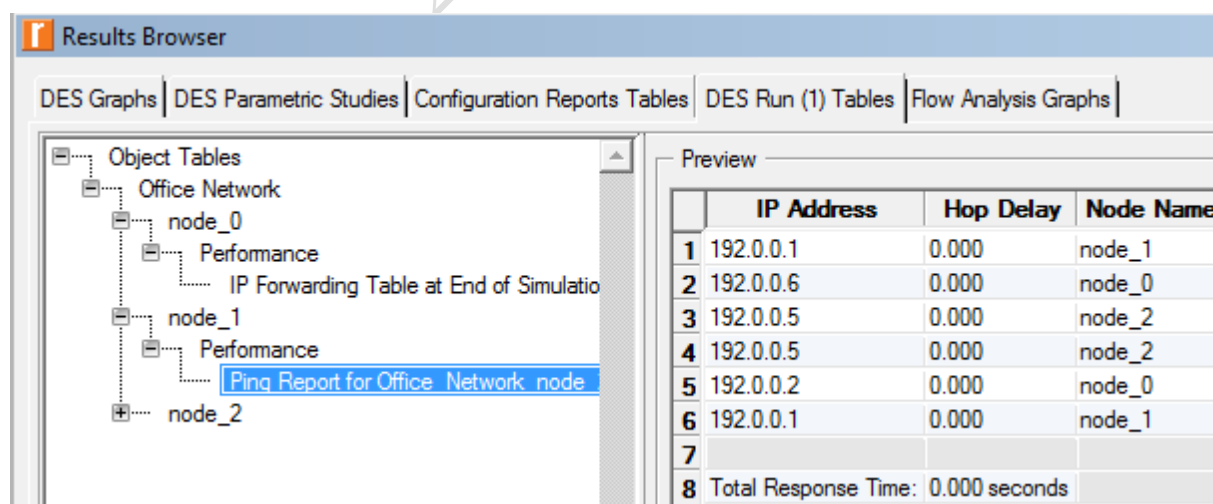 Results Browser
DES Graphs DES Parametric Studies Configuration Reports Tables DES Run (1) Tables Flow Analysis Graphs
Object Tables
Office Network
node_0
Performance
IP Forwarding Table at End of Simulatio
node_1
Performance
Ping Report for Office Network node
node_2
Preview
IP Address Hop Delay Node Name
1 192.0.0.1 0.000 node_1
2 192.0.0.6 0.000 node_0
3 192.0.0.5 0.000 node_2
4 192.0.0.5 0.000 node_2
5 192.0.0.2 0.000 node_0
6 192.0.0.1 0.000 node_1
7
8 Total Response Time: 0.000 seconds